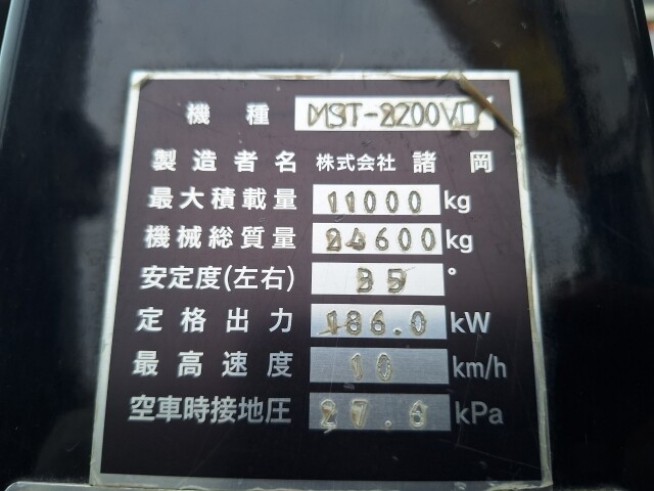 機種 MST-2200VD
製造者名 株式会社 諸岡
最大積載量 11000 kg
機械総質量 24600 kg
安定度(左右) 35 °
定格出力 186.0 kW
最高速度 10 km/h
空車時接地圧 kPa